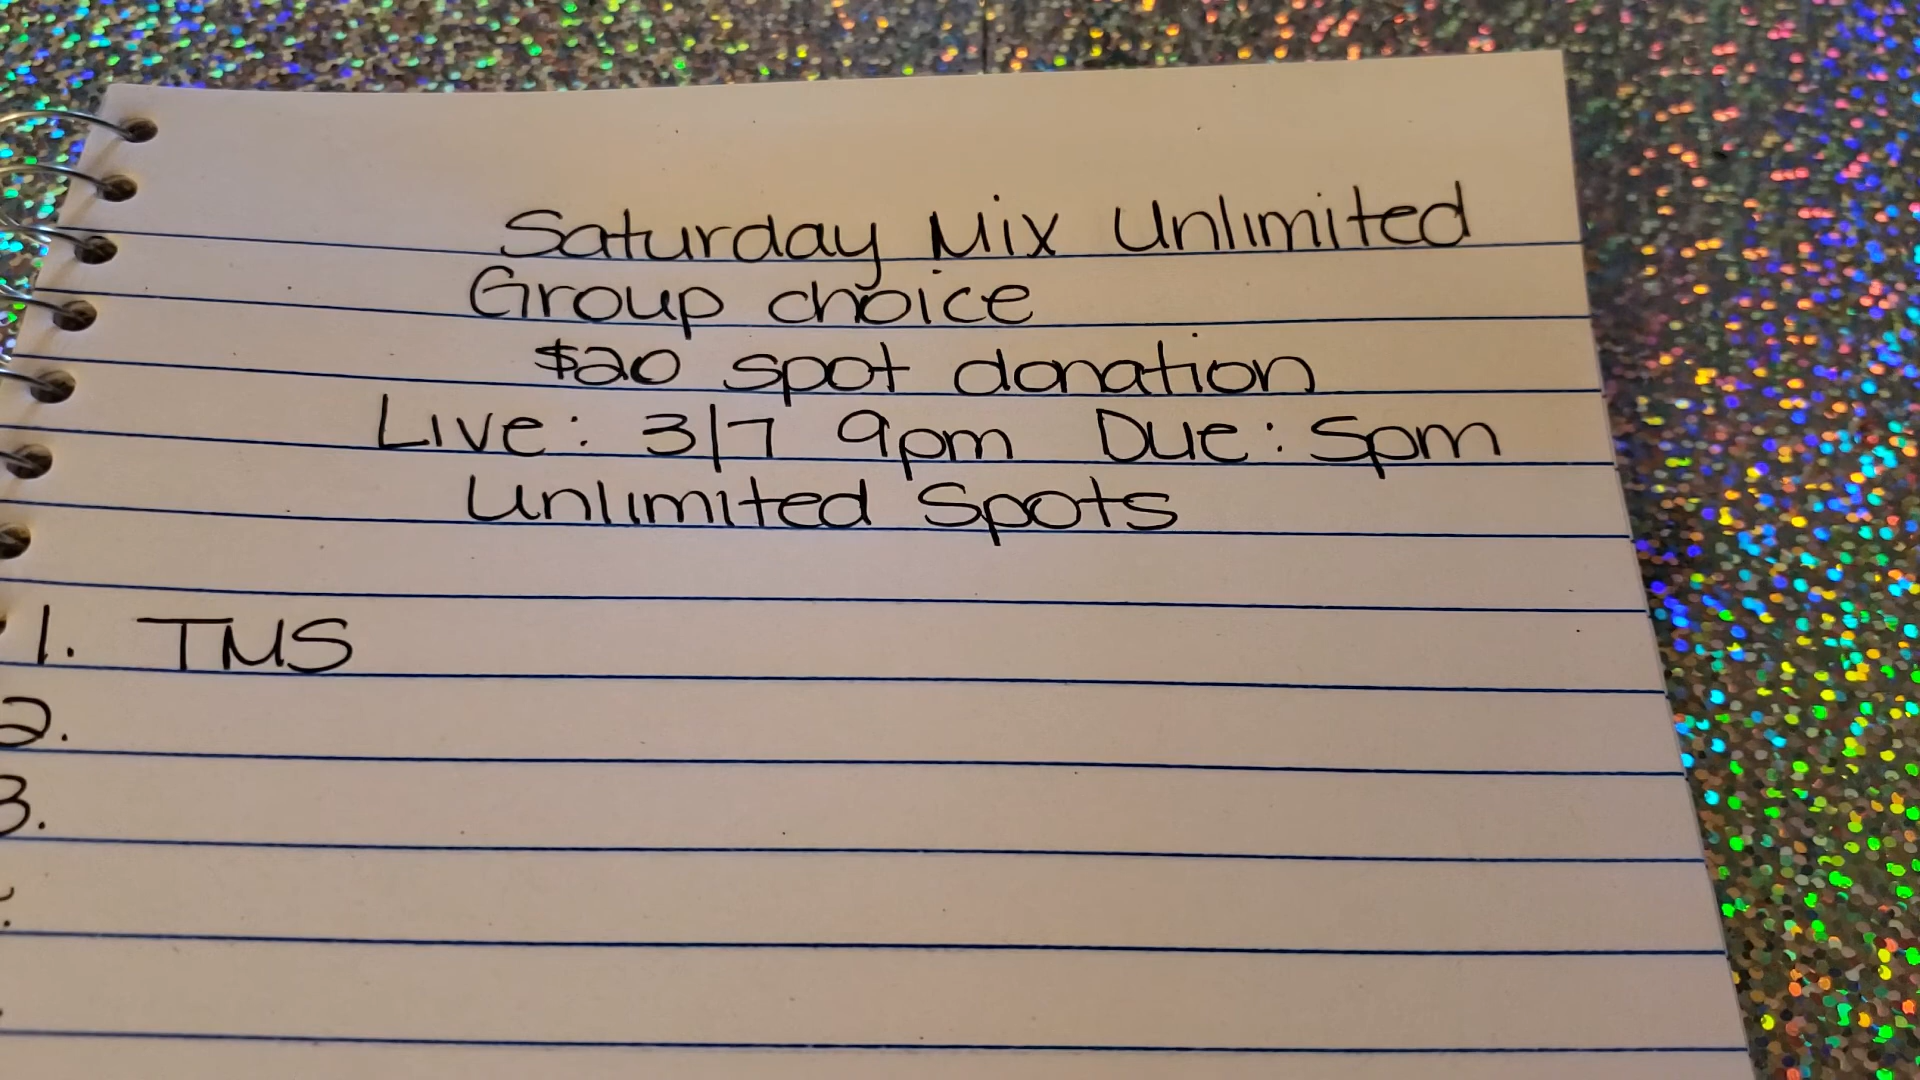 Saturday Mix Unlimited
Group choice
$20 spot donation
Live: 3/7 9pm Due: 5pm
Unlimited Spots
1. TMS
2.
3.